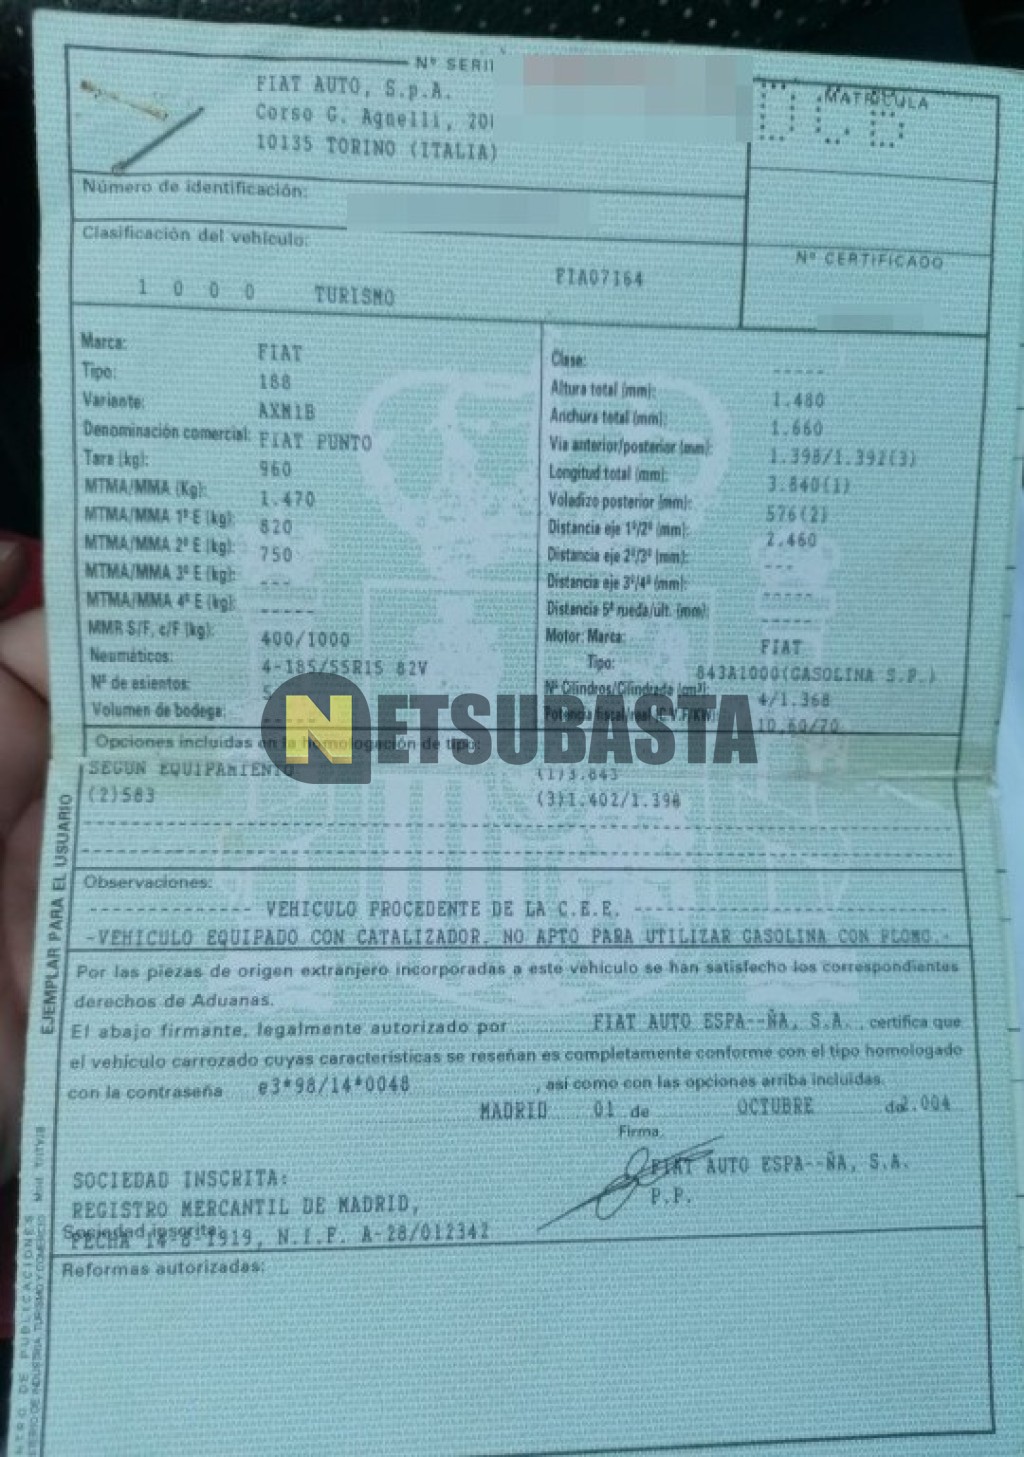 Nº SERIE
MATRICULA
FIAT AUTO, S.p.A.
Corso G. Agnelli, 200
10135 TORINO (ITALIA)
Número de identificación:
Clasificación del vehículo:
Nº CERTIFICADO
1 0 0 0 TURISMO FIA07164
Marca: FIAT
Tipo: 188
Variante: AXM1B
Denominación comercial: FIAT PUNTO
Tara (kg): 960
MTMA/MMA (Kg): 1.470
MTMA/MMA 1º E (kg): 820
MTMA/MMA 2º E (kg): 750
MTMA/MMA 3º E (kg): ---
MTMA/MMA 4º E (kg): -----
MMR S/F, c/F (kg): 400/1000
Neumáticos: 4-185/55R15 82V
Nº de asientos: 5
Volumen de bodega:
Clase: -----
Altura total (mm): 1.480
Anchura total (mm): 1.660
Via anterior/posterior (mm): 1.398/1.392(3)
Longitud total (mm): 3.840(1)
Voladizo posterior (mm): 576(2)
Distancia eje 1º/2º (mm): 2.460
Distancia eje 2º/3º (mm): ---
Distancia eje 3º/4º (mm): -----
Distancia 5ª rueda/últ. (mm): -----
Motor: Marca: FIAT
Tipo: 843A1000(GASOLINA S.P.)
Nº Cilindros/Cilindrada (cm³): 4/1.368
Potencia fiscal/real (C.V.F/KW): 10,60/70
NETSUBASTA
Opciones incluidas en la homologación de tipo:
SEGUN EQUIPAMIENTO (1)3.843
(2)583 (3)1.402/1.398
Observaciones:
-------------- VEHICULO PROCEDENTE DE LA C.E.E. --------------
-VEHICULO EQUIPADO CON CATALIZADOR. NO APTO PARA UTILIZAR GASOLINA CON PLOMO.-
Por las piezas de origen extranjero incorporadas a este vehículo se han satisfecho los correspondientes
derechos de Aduanas.
El abajo firmante, legalmente autorizado por FIAT AUTO ESPA--ÑA, S.A. certifica que
el vehículo carrozado cuyas características se reseñan es completamente conforme con el tipo homologado
con la contraseña e3*98/14*0048, así como con las opciones arriba incluidas.
MADRID 01 de OCTUBRE de 2.004
Firma
FIAT AUTO ESPA--ÑA, S.A.
P.P.
SOCIEDAD INSCRITA:
REGISTRO MERCANTIL DE MADRID,
Sociedad inscrita:
FECHA 14-8-1919, N.I.F. A-28/012342
Reformas autorizadas:
EJEMPLAR PARA EL USUARIO
DE PUBLICACIONES
DE INDUSTRIA, TURISMO Y COMERCIO